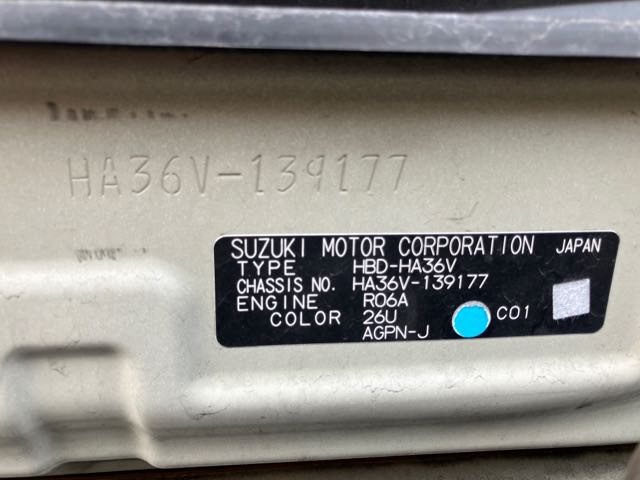 HA36V-139177
SUZUKI MOTOR CORPORATION JAPAN
TYPE HBD-HA36V
CHASSIS NO. HA36V-139177
ENGINE R06A
COLOR 26U C01
AGPN-J